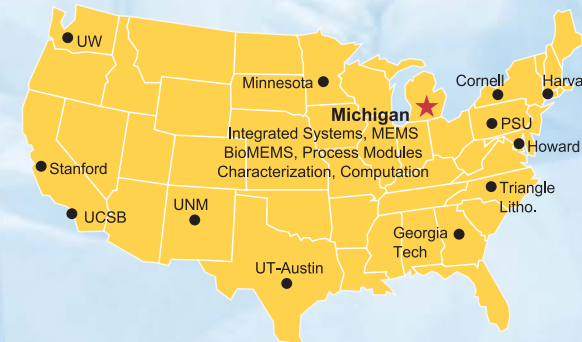 UW
Minnesota
Cornell
Harva
Michigan
Integrated Systems, MEMS
BioMEMS, Process Modules
Characterization, Computation
PSU
Howard
Stanford
Triangle
Litho.
UCSB
UNM
Georgia
Tech
UT-Austin